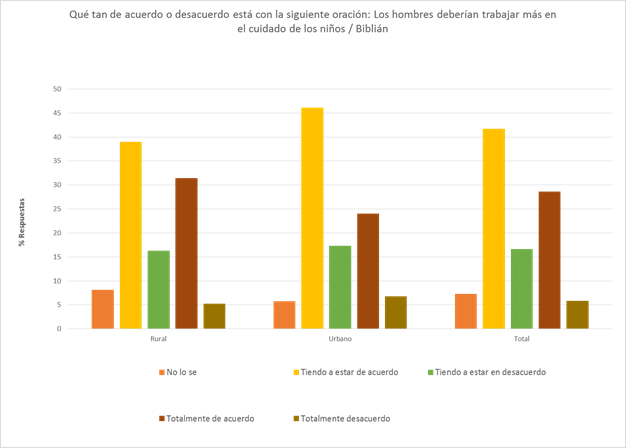 Qué tan de acuerdo o desacuerdo está con la siguiente oración: Los hombres deberían trabajar más en
el cuidado de los niños / Biblián
50
45
40
35
30
25
20
15
10
5
0
% Respuestas
Rural Urbano Total
No lo se Tiendo a estar de acuerdo Tiendo a estar en desacuerdo
Totalmente de acuerdo Totalmente desacuerdo